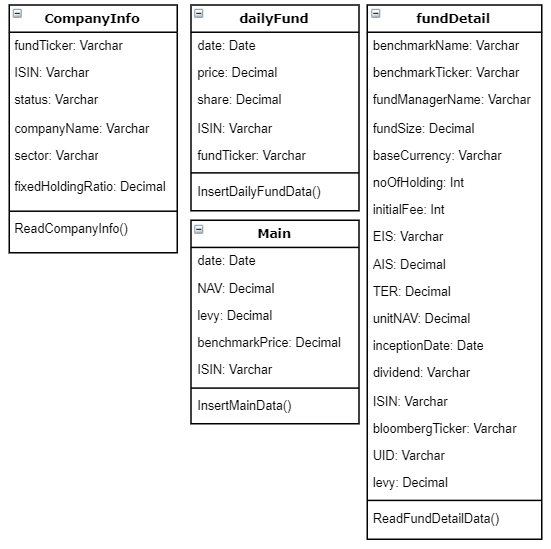 CompanyInfo
fundTicker: Varchar
ISIN: Varchar
status: Varchar
companyName: Varchar
sector: Varchar
fixedHoldingRatio: Decimal
ReadCompanyInfo()
dailyFund
date: Date
price: Decimal
share: Decimal
ISIN: Varchar
fundTicker: Varchar
InsertDailyFundData()
Main
date: Date
NAV: Decimal
levy: Decimal
benchmarkPrice: Decimal
ISIN: Varchar
InsertMainData()
fundDetail
benchmarkName: Varchar
benchmarkTicker: Varchar
fundManagerName: Varchar
fundSize: Decimal
baseCurrency: Varchar
noOfHolding: Int
initialFee: Int
EIS: Varchar
AIS: Decimal
TER: Decimal
unitNAV: Decimal
inceptionDate: Date
dividend: Varchar
ISIN: Varchar
bloombergTicker: Varchar
UID: Varchar
levy: Decimal
ReadFundDetailData()